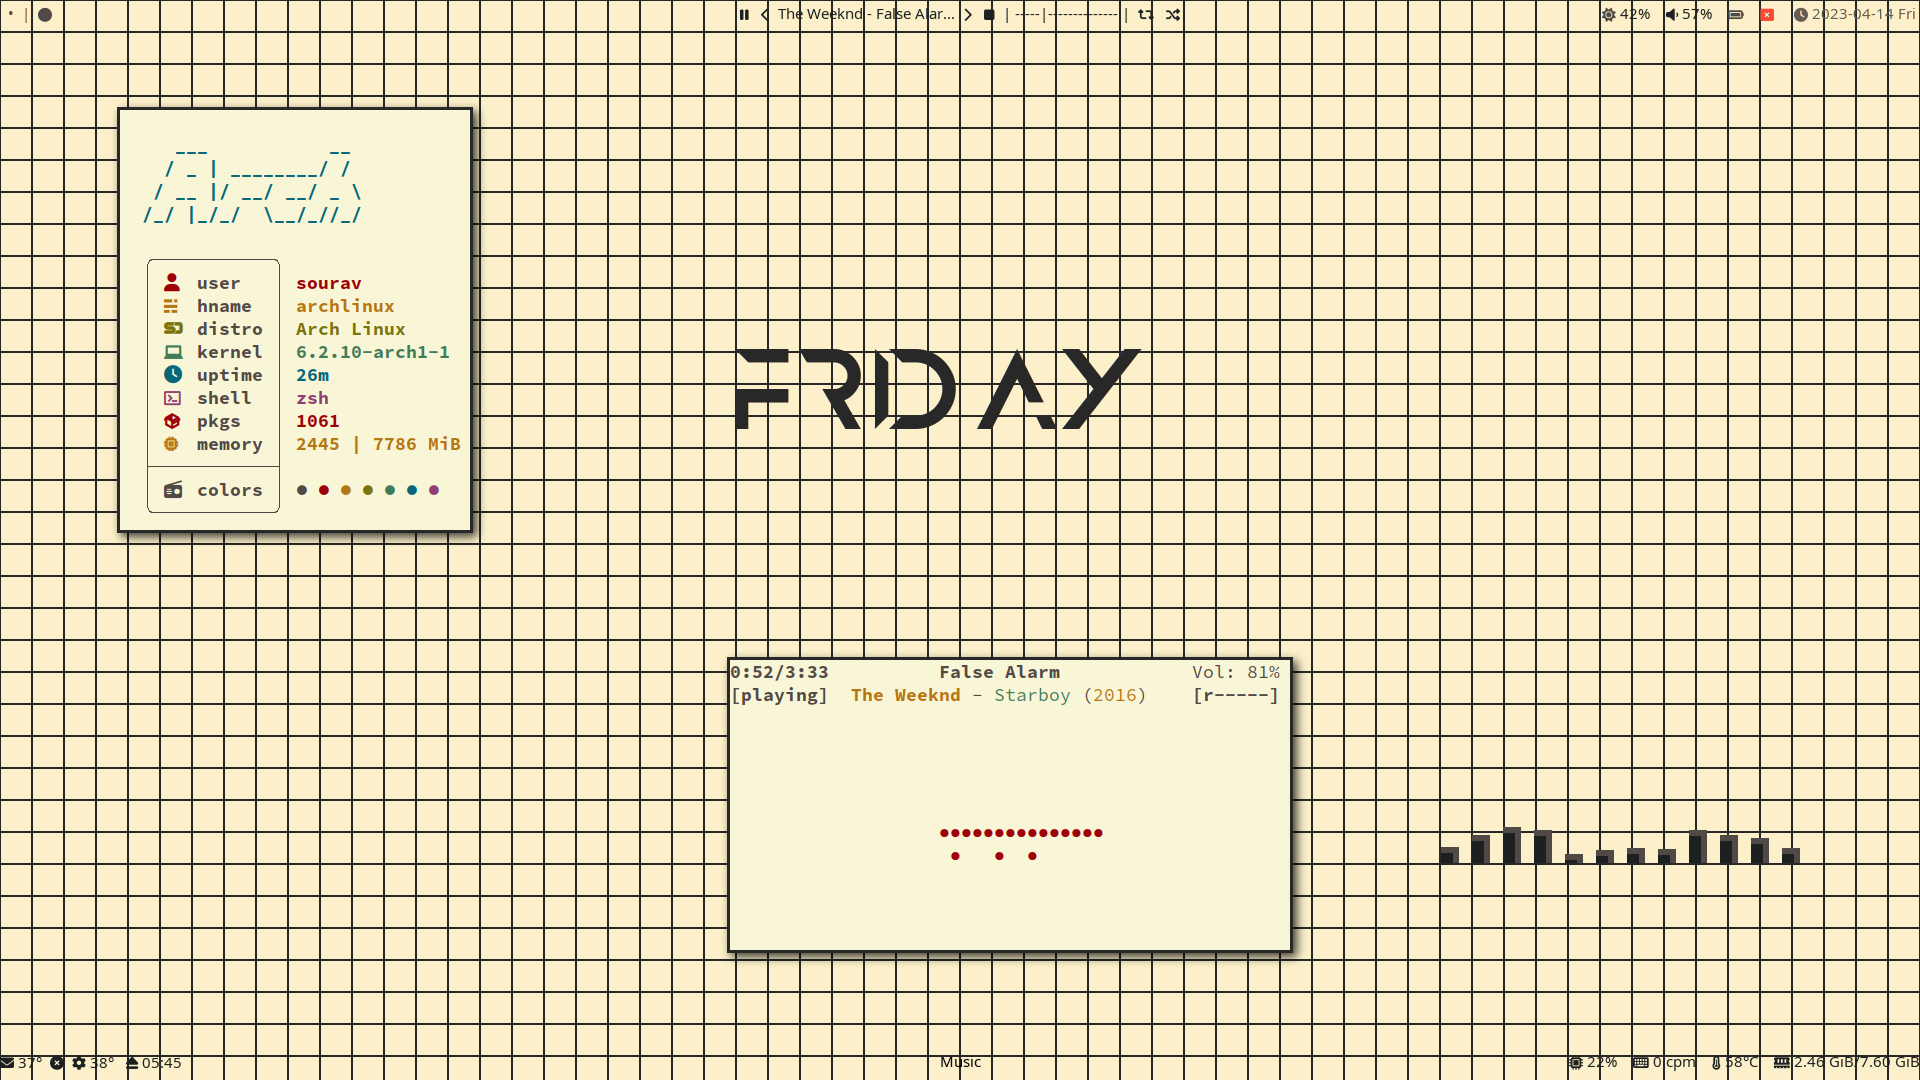 The Weeknd - False Alar... | -----|-------------- |
42% 57% 2023-04-14 Fri
user sourav
hname archlinux
distro Arch Linux
kernel 6.2.10-arch1-1
uptime 26m
shell zsh
pkgs 1061
memory 2445 | 7786 MiB
colors
FRIDAY
0:52/3:33 False Alarm Vol: 81%
[playing] The Weeknd - Starboy (2016) [r-----]
37° 38° 05:45
Music
22% 0 cpm 58°C 2.46 GiB/7.60 GiB